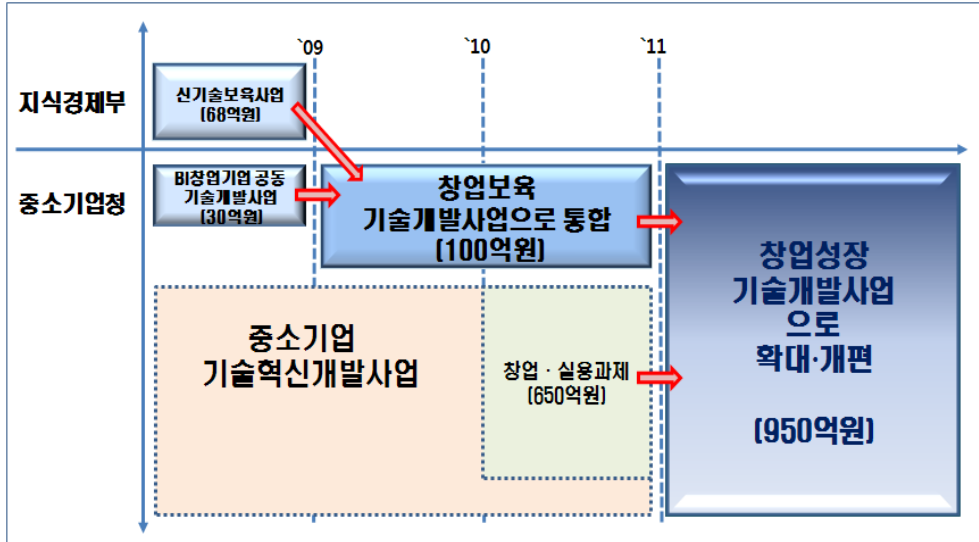 `09
`10
`11
지식경제부
신기술보육사업
(68억원)
중소기업청
BI창업기업 공동
기술개발사업
(30억원)
창업보육
기술개발사업으로 통합
(100억원)
창업성장
기술개발사업
으로
확대·개편
(950억원)
중소기업
기술혁신개발사업
창업 · 실용과제
(650억원)